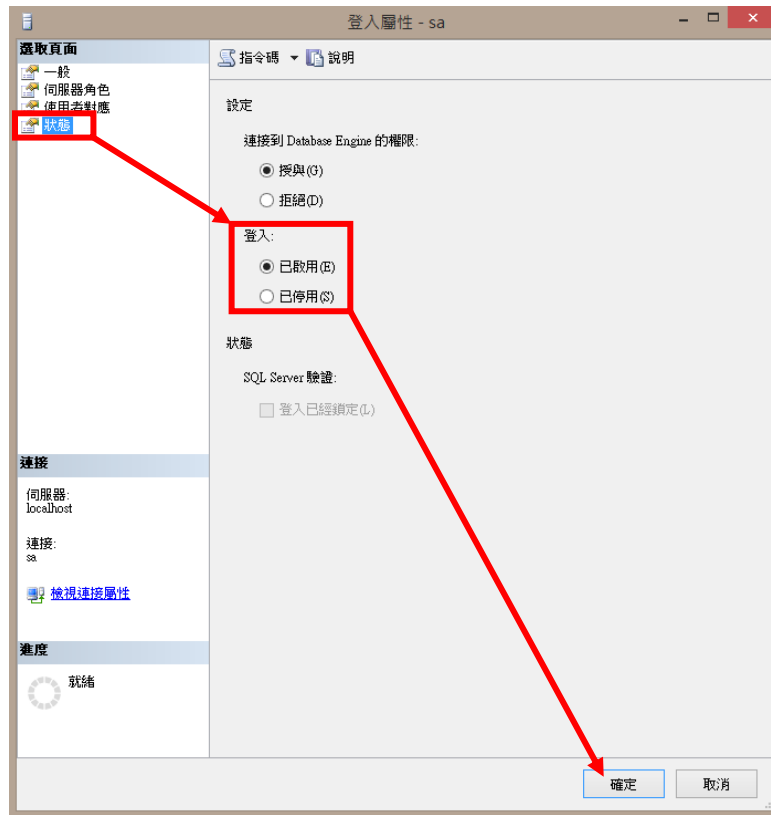 登入屬性 - sa
選取頁面
一般
伺服器角色
使用者對應
狀態
指令碼
說明
設定
連接到 Database Engine 的權限:
授與(G)
拒絕(D)
登入:
已啟用(E)
已停用(S)
狀態
SQL Server 驗證:
登入已經鎖定(L)
連接
伺服器:
localhost
連接:
sa
檢視連接屬性
進度
就緒
確定
取消